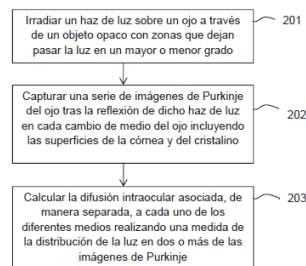 Irradiar un haz de luz sobre un ojo a través
de un objeto opaco con zonas que dejan
pasar la luz en un mayor o menor grado
201
Capturar una serie de imágenes de Purkinje
del ojo tras la reflexión de dicho haz de luz
en cada cambio de medio del ojo incluyendo
las superficies de la córnea y del cristalino
202
Calcular la difusión intraocular asociada, de
manera separada, a cada uno de los
diferentes medios realizando una medida de
la distribución de la luz en dos o más de las
imágenes de Purkinje
203